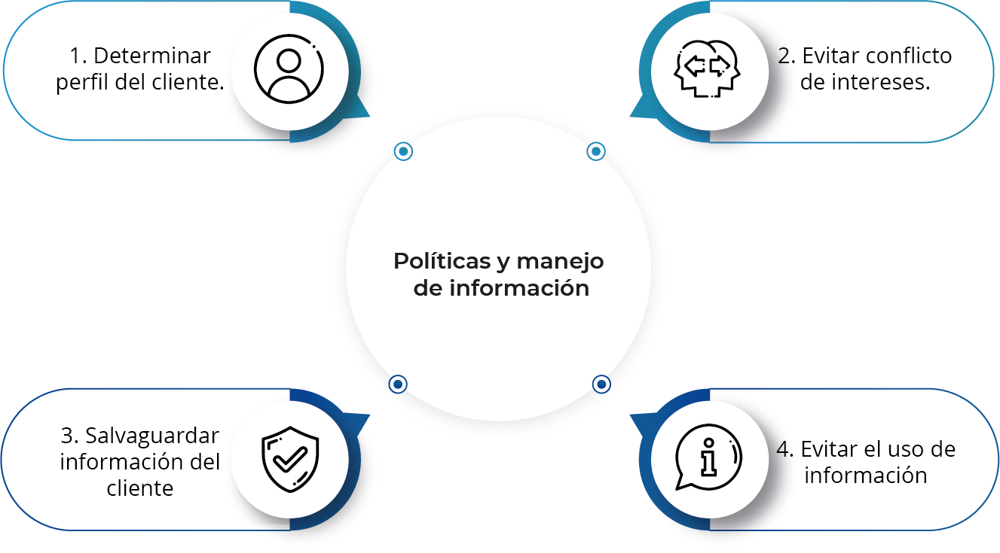 1. Determinar
perfil del cliente.
2. Evitar conflicto
de intereses.
Políticas y manejo
de información
3. Salvaguardar
información del
cliente
4. Evitar el uso de
información